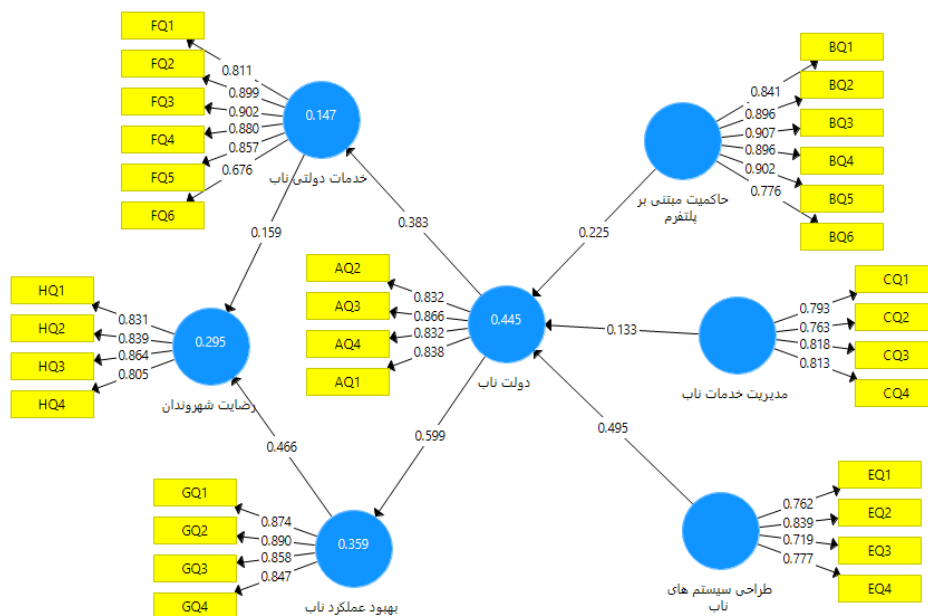 FQ1
FQ2
FQ3
FQ4
FQ5
FQ6
0.811
0.899
0.902
0.880
0.857
0.676
0.147
خدمات دولتی ناب
0.159
0.383
HQ1
HQ2
HQ3
HQ4
0.831
0.839
0.864
0.805
0.295
رضایت شهروندان
0.466
GQ1
GQ2
GQ3
GQ4
0.874
0.890
0.858
0.847
0.359
بهبود عملکرد ناب
0.599
AQ2
AQ3
AQ4
AQ1
0.832
0.866
0.832
0.838
0.445
دولت ناب
0.225
0.133
0.495
حاکمیت مبتنی بر
پلتفرم
0.841
0.896
0.907
0.896
0.902
0.776
BQ1
BQ2
BQ3
BQ4
BQ5
BQ6
مدیریت خدمات ناب
0.793
0.763
0.818
0.813
CQ1
CQ2
CQ3
CQ4
طراحی سیستم های
ناب
0.762
0.839
0.719
0.777
EQ1
EQ2
EQ3
EQ4